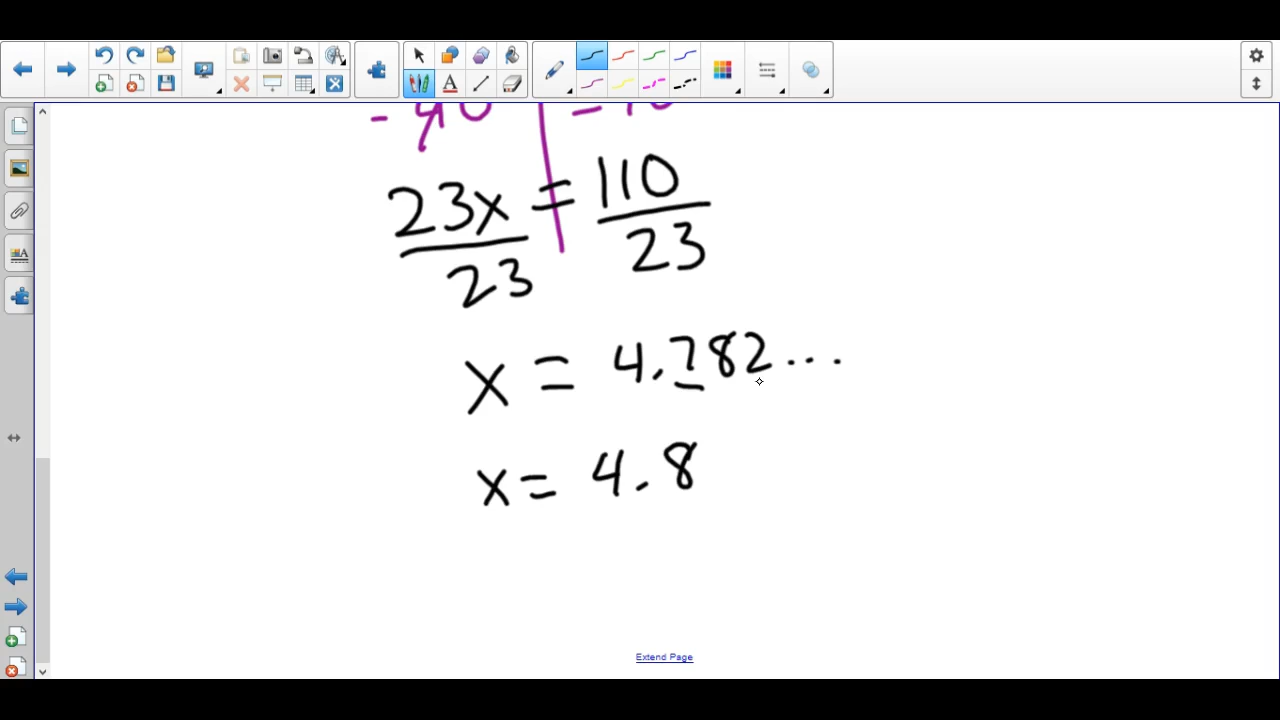 23x = 110
23 23
x = 4.782...
x = 4.8
Extend Page